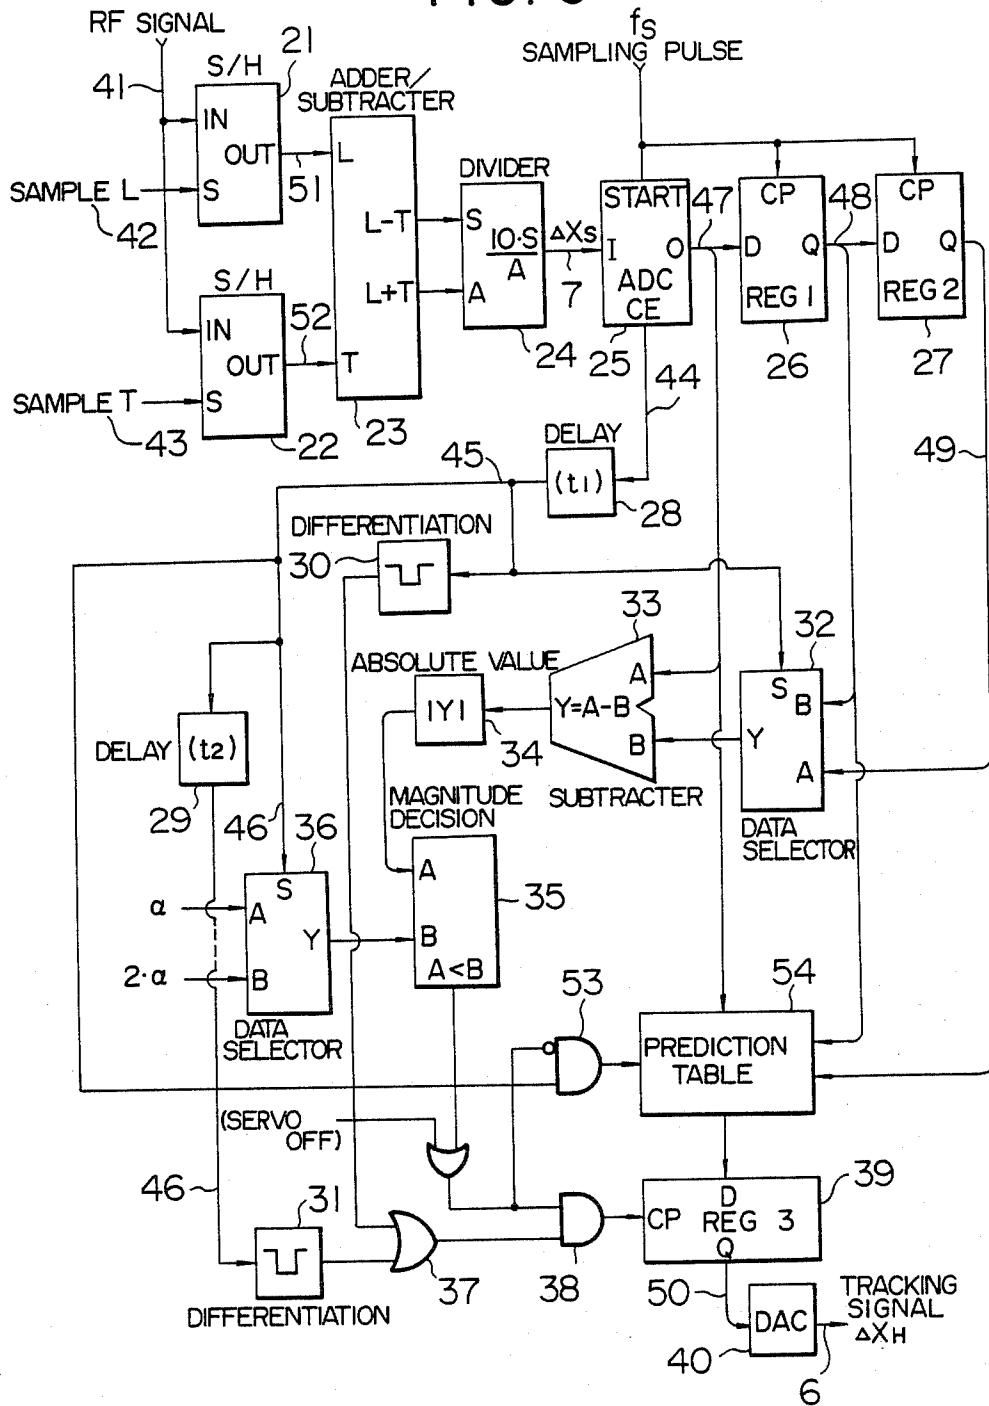 RF SIGNAL
fs
SAMPLING PULSE
41
S/H
21
ADDER/
SUBTRACTER
IN
OUT
S
51
SAMPLE L
42
L
L-T
L+T
T
23
DIVIDER
S
10·S
A
A
24
ΔXs
7
START
I
O
ADC
CE
25
47
CP
D
Q
REG 1
26
48
CP
D
Q
REG 2
27
S/H
IN
OUT
S
52
22
SAMPLE T
43
44
49
45
DELAY
(t1)
28
DIFFERENTIATION
30
33
32
ABSOLUTE VALUE
|Y|
34
A
Y=A-B
B
SUBTRACTER
S
B
Y
A
DATA
SELECTOR
DELAY
(t2)
29
46
36
MAGNITUDE
DECISION
A
B
A<B
35
α
2·α
S
A
Y
B
DATA
SELECTOR
53
54
PREDICTION
TABLE
(SERVO
OFF)
46
31
DIFFERENTIATION
37
38
D
CP REG 3
Q
39
50
DAC
40
TRACKING
SIGNAL
ΔXH
6